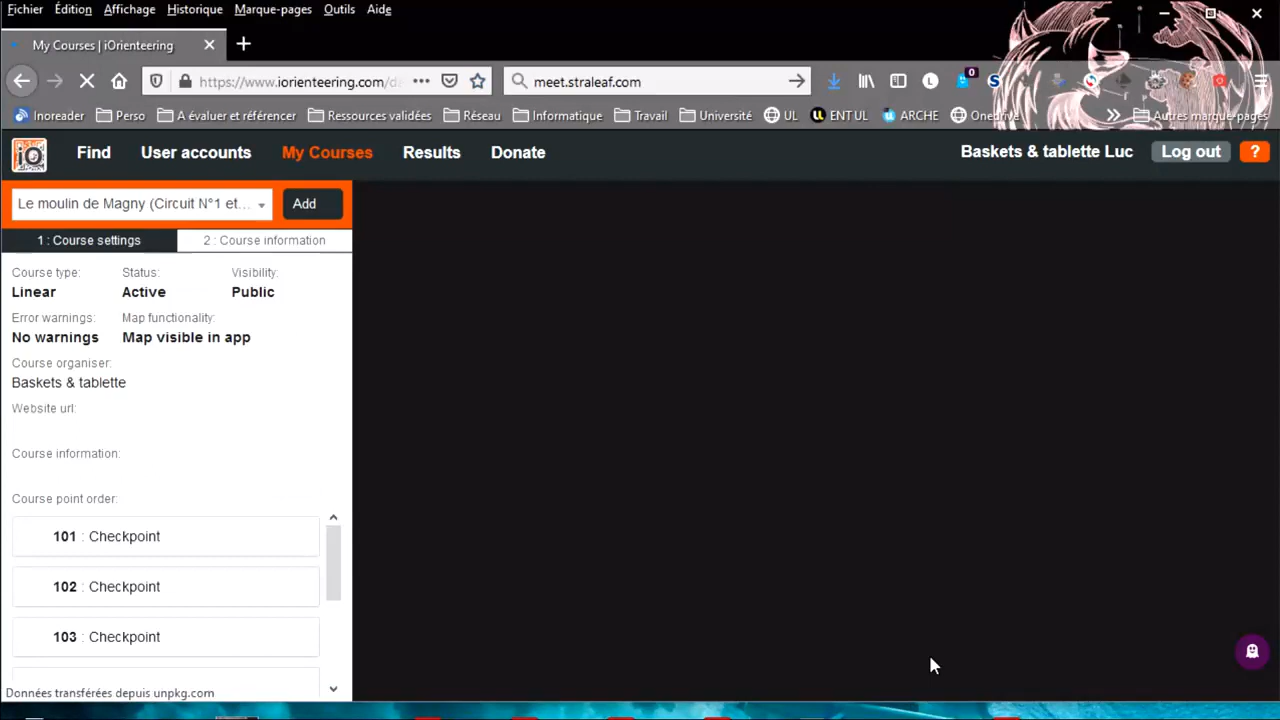 Fichier Édition Affichage Historique Marque-pages Outils Aide
My Courses | iOrienteering
https://www.iorienteering.com/da
meet.straleaf.com
0
Inoreader Perso A évaluer et référencer Ressources validées Réseau Informatique Travail Université UL ENT UL ARCHE Onedrive Autres marque-pages
iO Find User accounts My Courses Results Donate Baskets & tablette Luc Log out ?
Le moulin de Magny (Circuit N°1 et... Add
1 : Course settings 2 : Course information
Course type: Status: Visibility:
Linear Active Public
Error warnings: Map functionality:
No warnings Map visible in app
Course organiser:
Baskets & tablette
Website url:
Course information:
Course point order:
101 : Checkpoint
102 : Checkpoint
103 : Checkpoint
Données transférées depuis unpkg.com